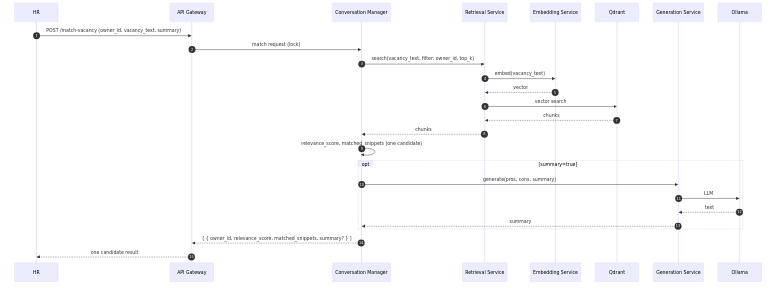 HR API Gateway Conversation Manager Retrieval Service Embedding Service Qdrant Generation Service Ollama
1 POST /match-vacancy (owner_id, vacancy_text, summary)
2 match request (lock)
3 search(vacancy_text, filter: owner_id, top_k)
4 embed(vacancy_text)
5 vector
6 vector search
7 chunks
8 chunks
9 relevance_score, matched_snippets (one candidate)
opt [summary=true]
10 generate(pros, cons, summary)
11 LLM
12 text
13 summary
14 [ { owner_id, relevance_score, matched_snippets, summary? } ]
15 one candidate result
HR API Gateway Conversation Manager Retrieval Service Embedding Service Qdrant Generation Service Ollama